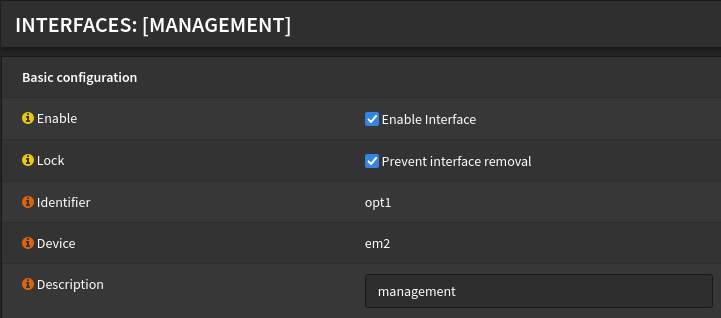 INTERFACES: [MANAGEMENT]
Basic configuration
Enable Enable Interface
Lock Prevent interface removal
Identifier opt1
Device em2
Description management